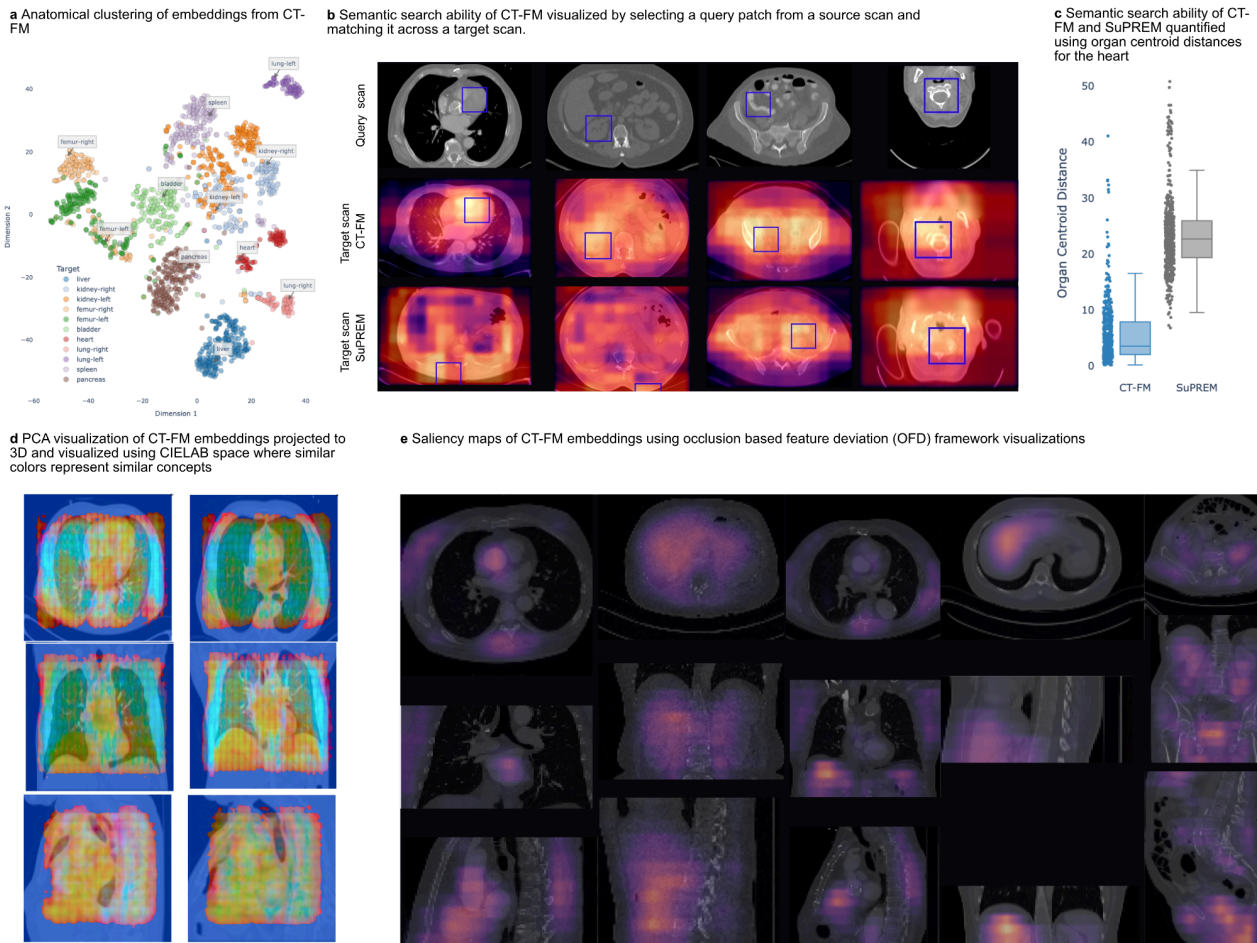 a Anatomical clustering of embeddings from CT-
FM
lung-left
spleen
femur-right
kidney-right
bladder
kidney-left
femur-left
heart
pancreas
lung-right
liver
40
20
0
−20
−40
Dimension 2
Target
liver
kidney-right
kidney-left
femur-right
femur-left
bladder
heart
lung-right
lung-left
spleen
pancreas
−60
−40
−20
0
20
40
Dimension 1
b Semantic search ability of CT-FM visualized by selecting a query patch from a source scan and
matching it across a target scan.
Query scan
Target scan
CT-FM
Target scan
SuPREM
c Semantic search ability of CT-
FM and SuPREM quantified
using organ centroid distances
for the heart
50
40
30
20
10
0
Organ Centroid Distance
CT-FM
SuPREM
d PCA visualization of CT-FM embeddings projected to
3D and visualized using CIELAB space where similar
colors represent similar concepts
e Saliency maps of CT-FM embeddings using occlusion based feature deviation (OFD) framework visualizations